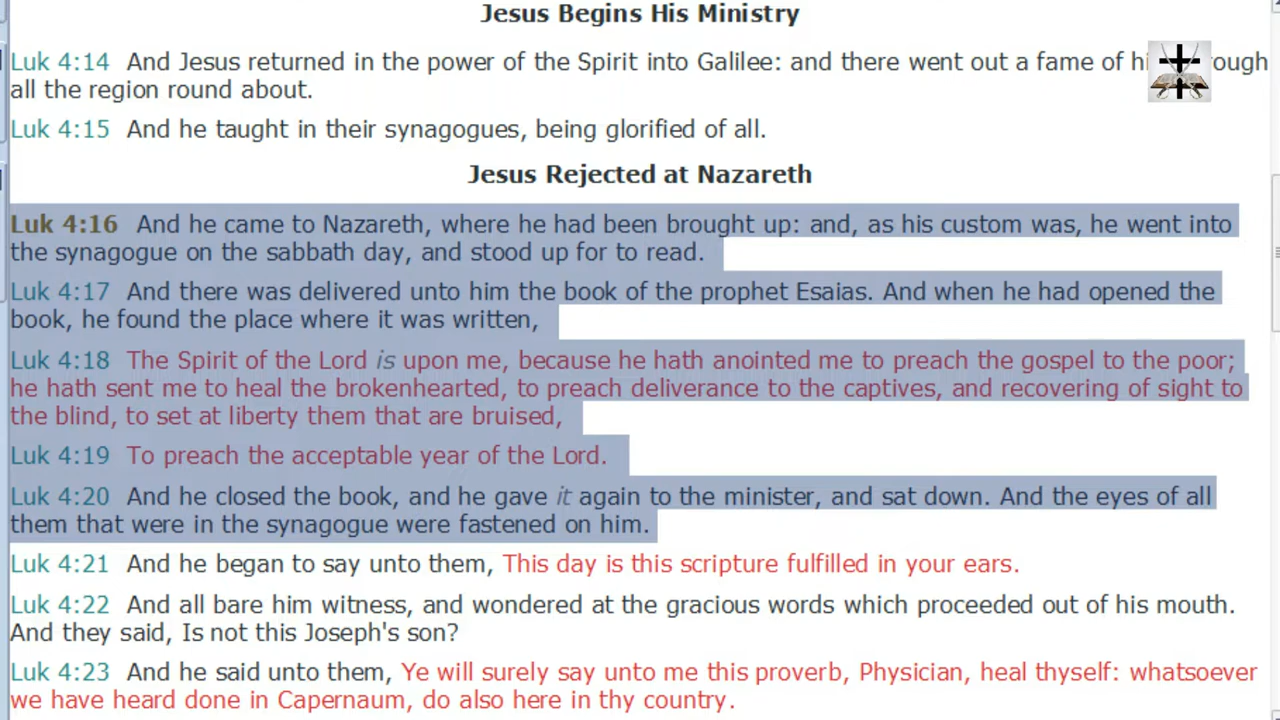 Jesus Begins His Ministry
Luk 4:14 And Jesus returned in the power of the Spirit into Galilee: and there went out a fame of
all the region round about.
Luk 4:15 And he taught in their synagogues, being glorified of all.
Jesus Rejected at Nazareth
Luk 4:16 And he came to Nazareth, where he had been brought up: and, as his custom was, he went into
the synagogue on the sabbath day, and stood up for to read.
Luk 4:17 And there was delivered unto him the book of the prophet Esaias. And when he had opened the
book, he found the place where it was written,
Luk 4:18 The Spirit of the Lord is upon me, because he hath anointed me to preach the gospel to the poor;
he hath sent me to heal the brokenhearted, to preach deliverance to the captives, and recovering of sight to
the blind, to set at liberty them that are bruised,
Luk 4:19 To preach the acceptable year of the Lord.
Luk 4:20 And he closed the book, and he gave it again to the minister, and sat down. And the eyes of all
them that were in the synagogue were fastened on him.
Luk 4:21 And he began to say unto them, This day is this scripture fulfilled in your ears.
Luk 4:22 And all bare him witness, and wondered at the gracious words which proceeded out of his mouth.
And they said, Is not this Joseph's son?
Luk 4:23 And he said unto them, Ye will surely say unto me this proverb, Physician, heal thyself: whatsoever
we have heard done in Capernaum, do also here in thy country.